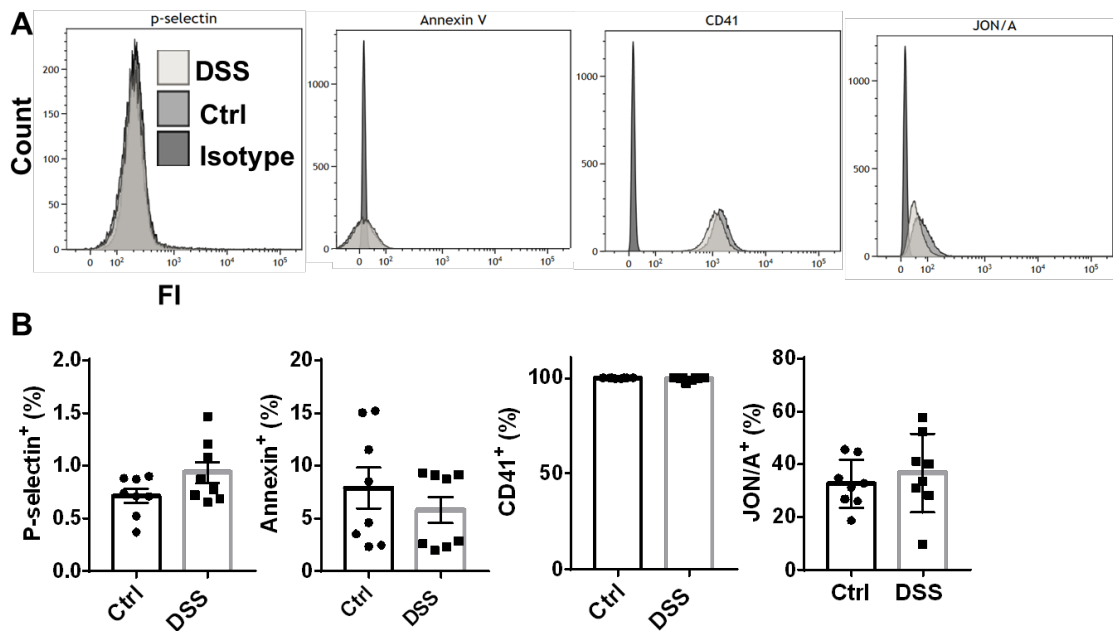 A
p-selectin
Annexin V
CD41
JON/A
Count
200
150
100
50
0
0 10² 10³ 10⁴ 10⁵
FI
DSS
Ctrl
Isotype
1000
500
0
0 10² 10³ 10⁴ 10⁵
1000
500
0
0 10² 10³ 10⁴ 10⁵
1000
500
0
0 10² 10³ 10⁴ 10⁵
B
P-selectin⁺ (%)
2.0
1.5
1.0
0.5
0.0
Ctrl
DSS
Annexin⁺ (%)
20
15
10
5
0
Ctrl
DSS
CD41⁺ (%)
100
50
0
Ctrl
DSS
JON/A⁺ (%)
80
60
40
20
0
Ctrl
DSS